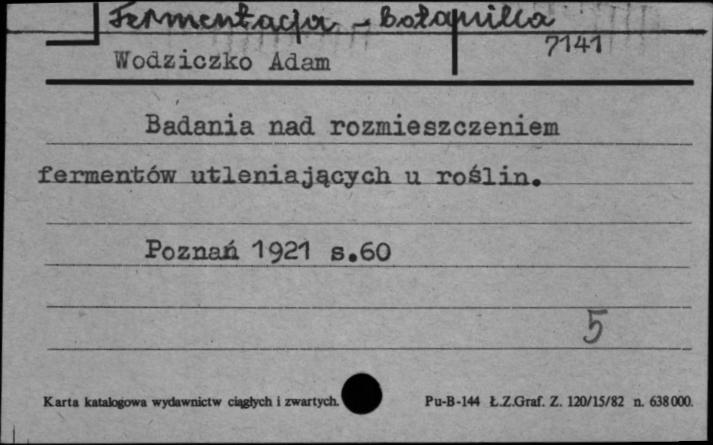 Fermentacja - botanika
7141
Wodziczko Adam
Badania nad rozmieszczeniem
fermentów utleniających u roślin.
Poznań 1921 s.60
5
Karta katalogowa wydawnictw ciągłych i zwartych.
Pu-B-144 Ł.Z.Graf. Z. 120/15/82 n. 638000.